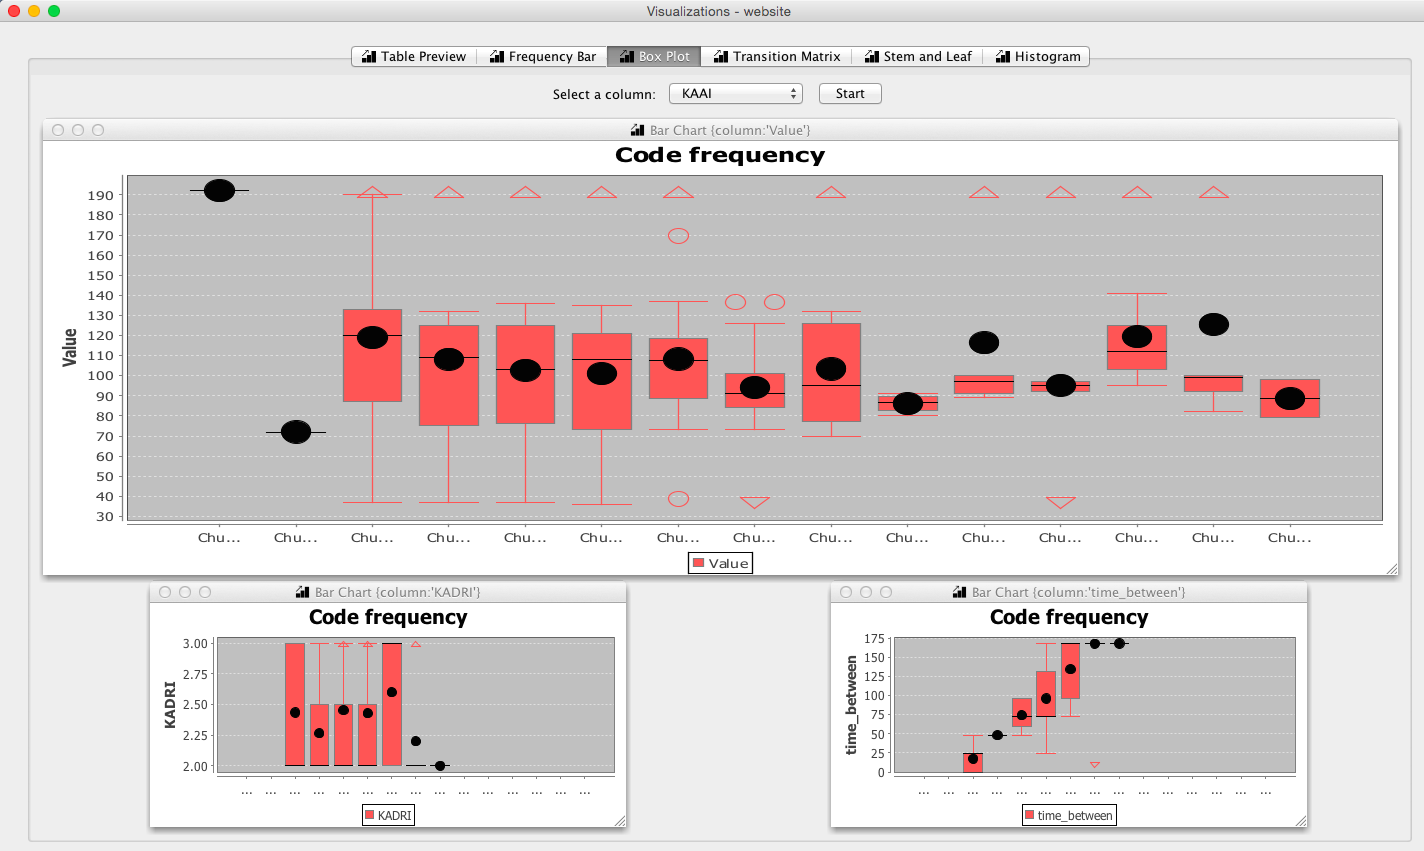 Visualizations - website
Table Preview Frequency Bar Box Plot Transition Matrix Stem and Leaf Histogram
Select a column: KAAI Start
Bar Chart {column:'Value'}
Code frequency
Value
190
180
170
160
150
140
130
120
110
100
90
80
70
60
50
40
30
Chu... Chu... Chu... Chu... Chu... Chu... Chu... Chu... Chu... Chu... Chu... Chu... Chu... Chu... Chu...
Value
Bar Chart {column:'KADRI'}
Code frequency
KADRI
3.00
2.75
2.50
2.25
2.00
... ... ... ... ... ... ... ... ... ... ... ... ... ... ...
KADRI
Bar Chart {column:'time_between'}
Code frequency
time_between
175
150
125
100
75
50
25
0
... ... ... ... ... ... ... ... ... ... ... ... ... ... ...
time_between